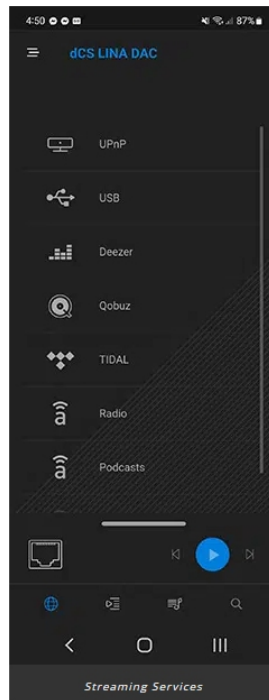 4:50
87%
dCS LINA DAC
UPnP
USB
Deezer
Qobuz
TIDAL
Radio
Podcasts
Streaming Services